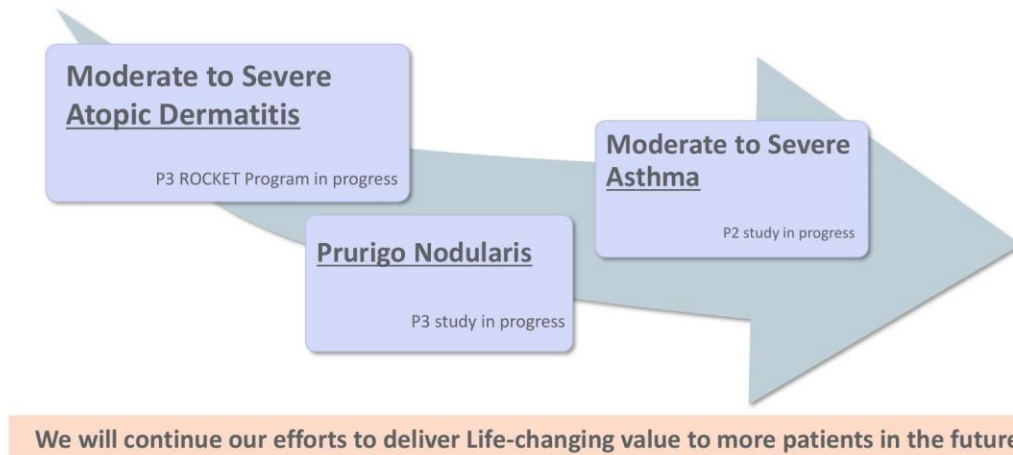 Moderate to Severe
Atopic Dermatitis
P3 ROCKET Program in progress
Prurigo Nodularis
P3 study in progress
Moderate to Severe
Asthma
P2 study in progress
We will continue our efforts to deliver Life-changing value to more patients in the future